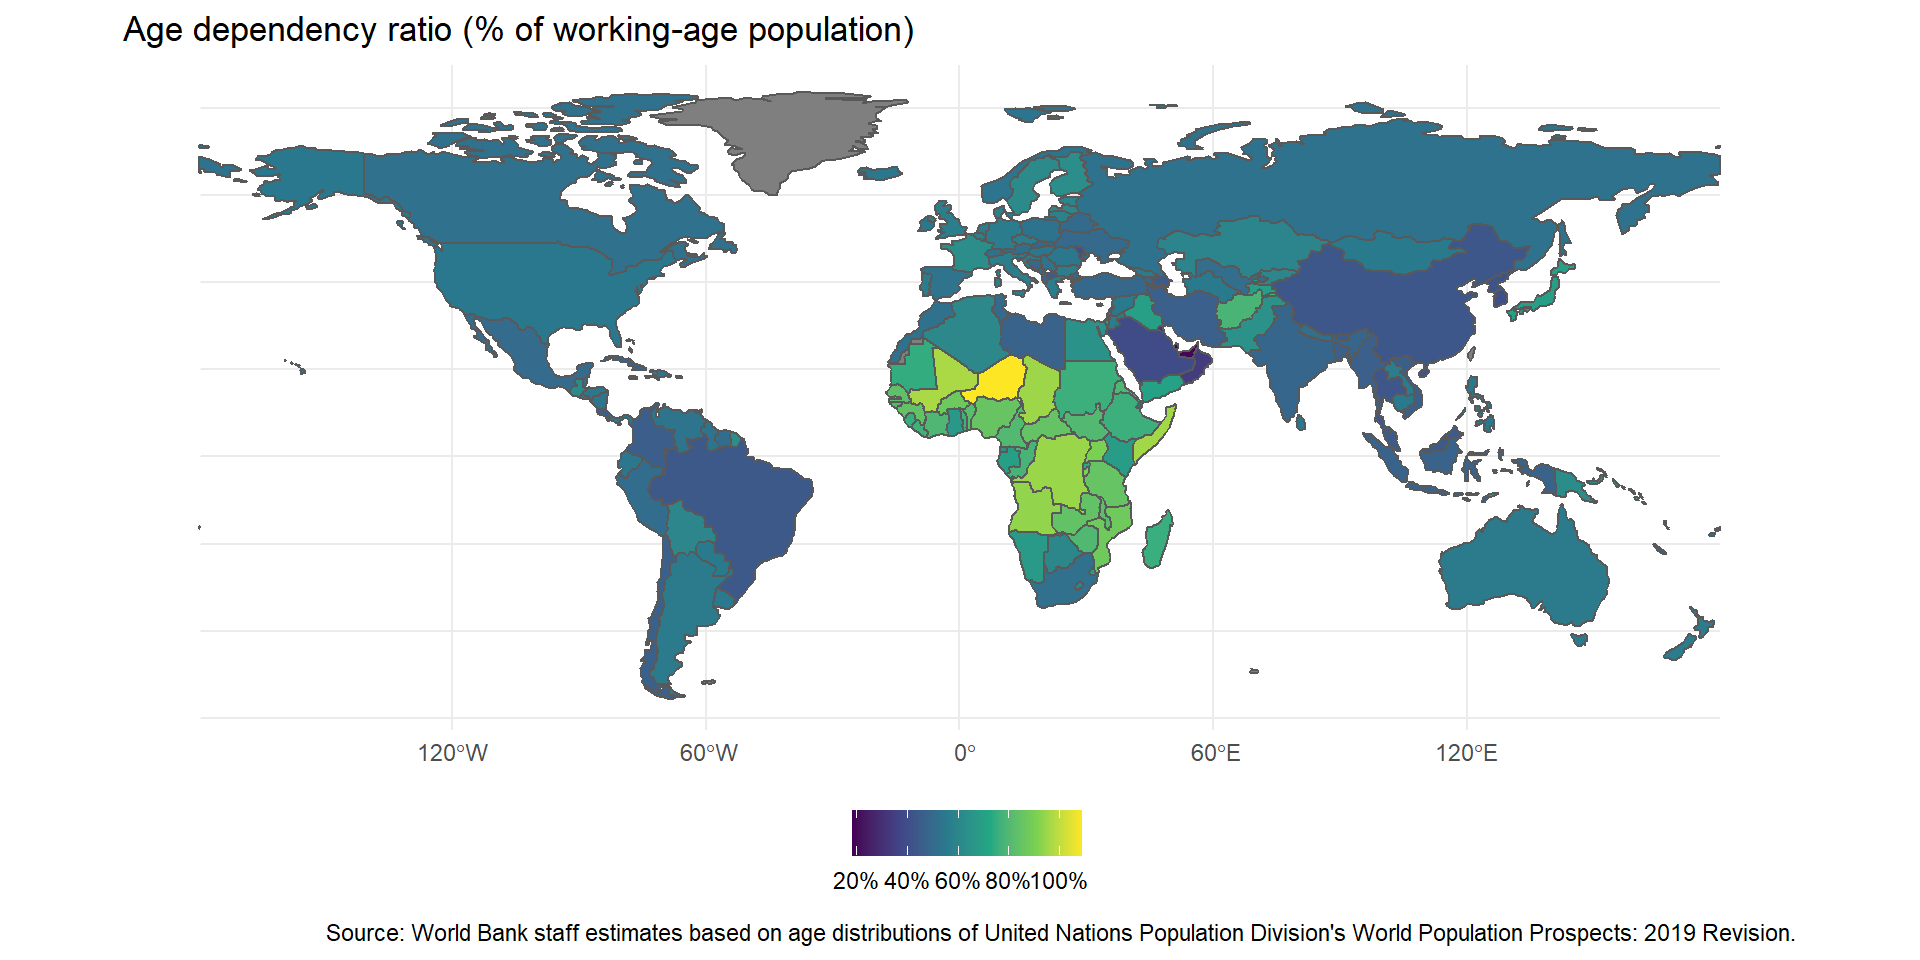 Age dependency ratio (% of working-age population)
120°W 60°W 0° 60°E 120°E
20% 40% 60% 80% 100%
Source: World Bank staff estimates based on age distributions of United Nations Population Division's World Population Prospects: 2019 Revision.